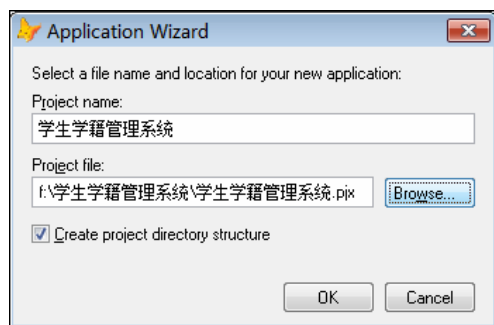 Application Wizard
Select a file name and location for your new application:
Project name:
学生学籍管理系统
Project file:
f:\学生学籍管理系统\学生学籍管理系统.pjx
Browse...
Create project directory structure
OK
Cancel